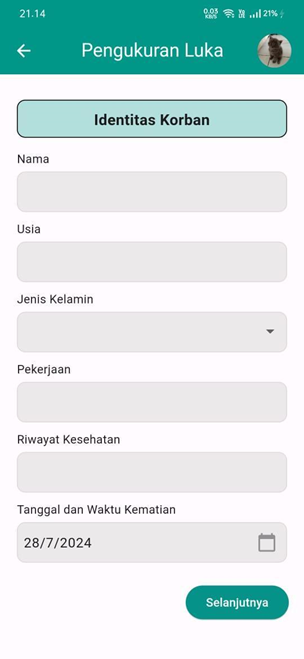 21.14
0.03
KB/S
21%
Pengukuran Luka
Identitas Korban
Nama
Usia
Jenis Kelamin
Pekerjaan
Riwayat Kesehatan
Tanggal dan Waktu Kematian
28/7/2024
Selanjutnya